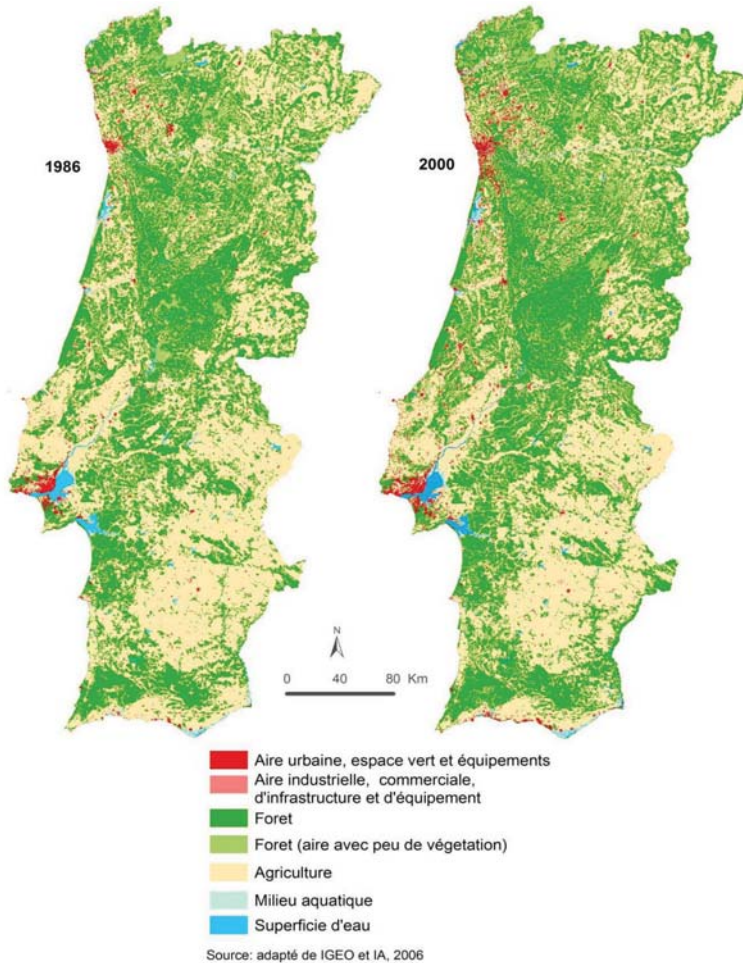 1986
2000
N
0 40 80 Km
Aire urbaine, espace vert et équipements
Aire industrielle, commerciale,
d'infrastructure et d'équipement
Foret
Foret (aire avec peu de végetation)
Agriculture
Milieu aquatique
Superficie d'eau
Source: adapté de IGEO et IA, 2006